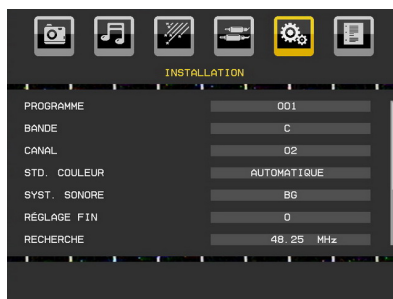 INSTALLATION
PROGRAMME 001
BANDE C
CANAL 02
STD. COULEUR AUTOMATIQUE
SYST. SONORE BG
RÉGLAGE FIN 0
RECHERCHE 48.25 MHz